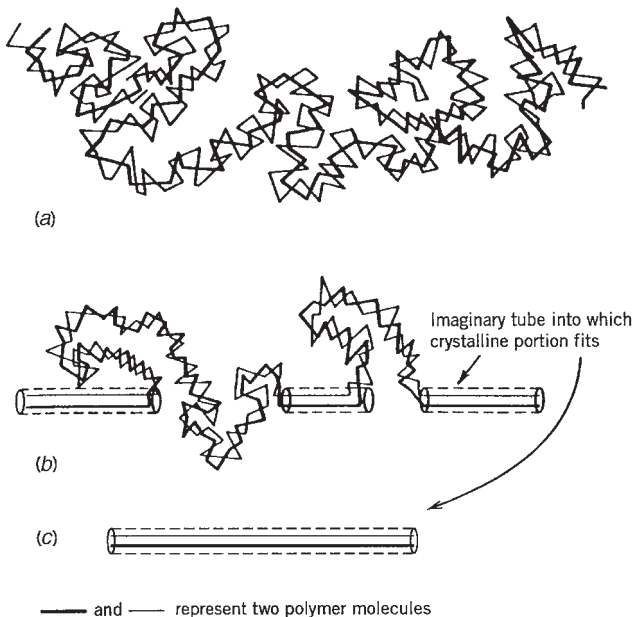 (a)
Imaginary tube into which
crystalline portion fits
(b)
(c)
and
represent two polymer molecules